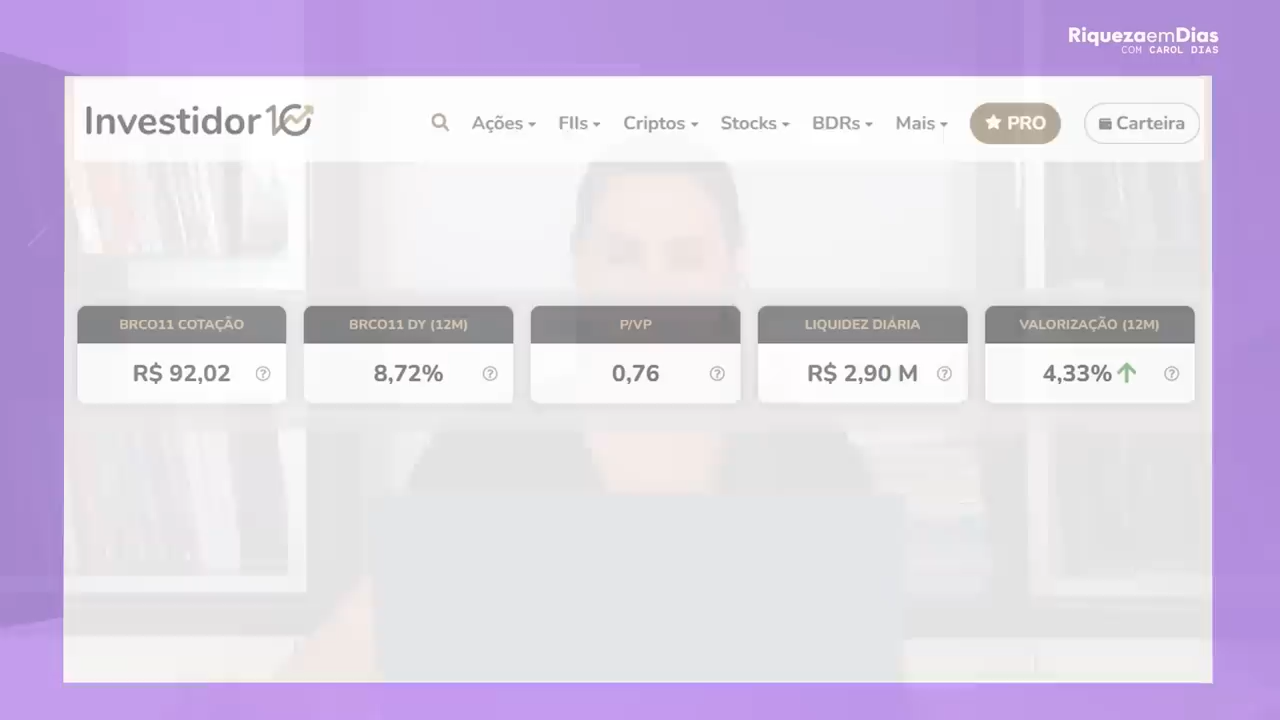 RiquezaemDias
COM CAROL DIAS
Investidor10
Ações FIIs Criptos Stocks BDRs Mais PRO Carteira
BRCO11 COTAÇÃO BRCO11 DY (12M) P/VP LIQUIDEZ DIÁRIA VALORIZAÇÃO (12M)
R$ 92,02 8,72% 0,76 R$ 2,90 M 4,33%